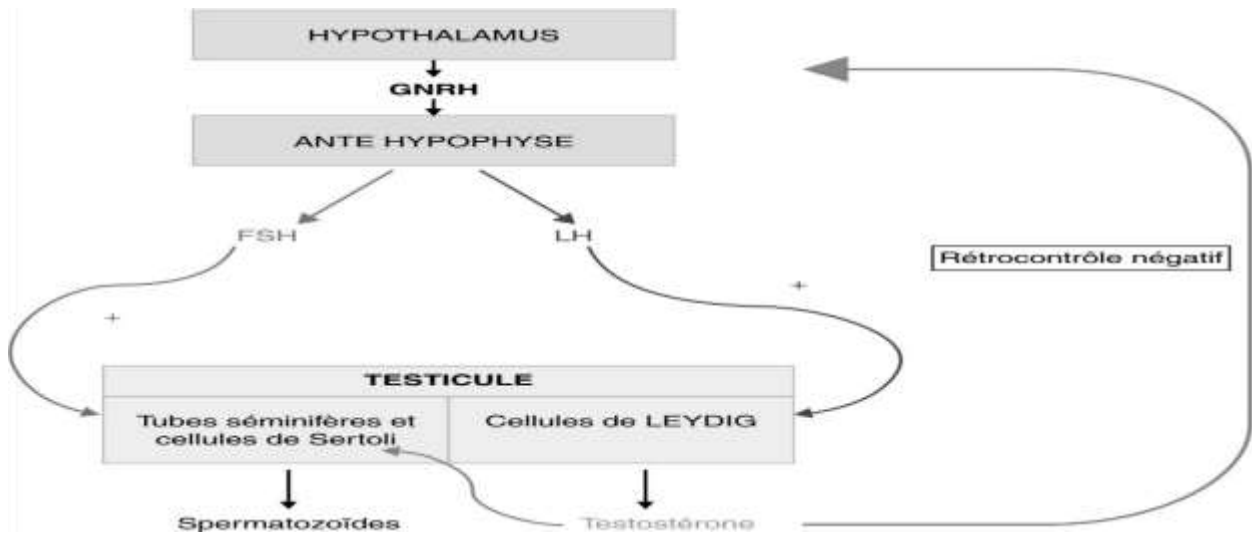 HYPOTHALAMUS
GNRH
ANTE HYPOPHYSE
FSH
LH
Rétrocontrôle négatif
+
+
TESTICULE
Tubes séminifères et
cellules de Sertoli
Cellules de LEYDIG
Spermatozoïdes
Testostérone